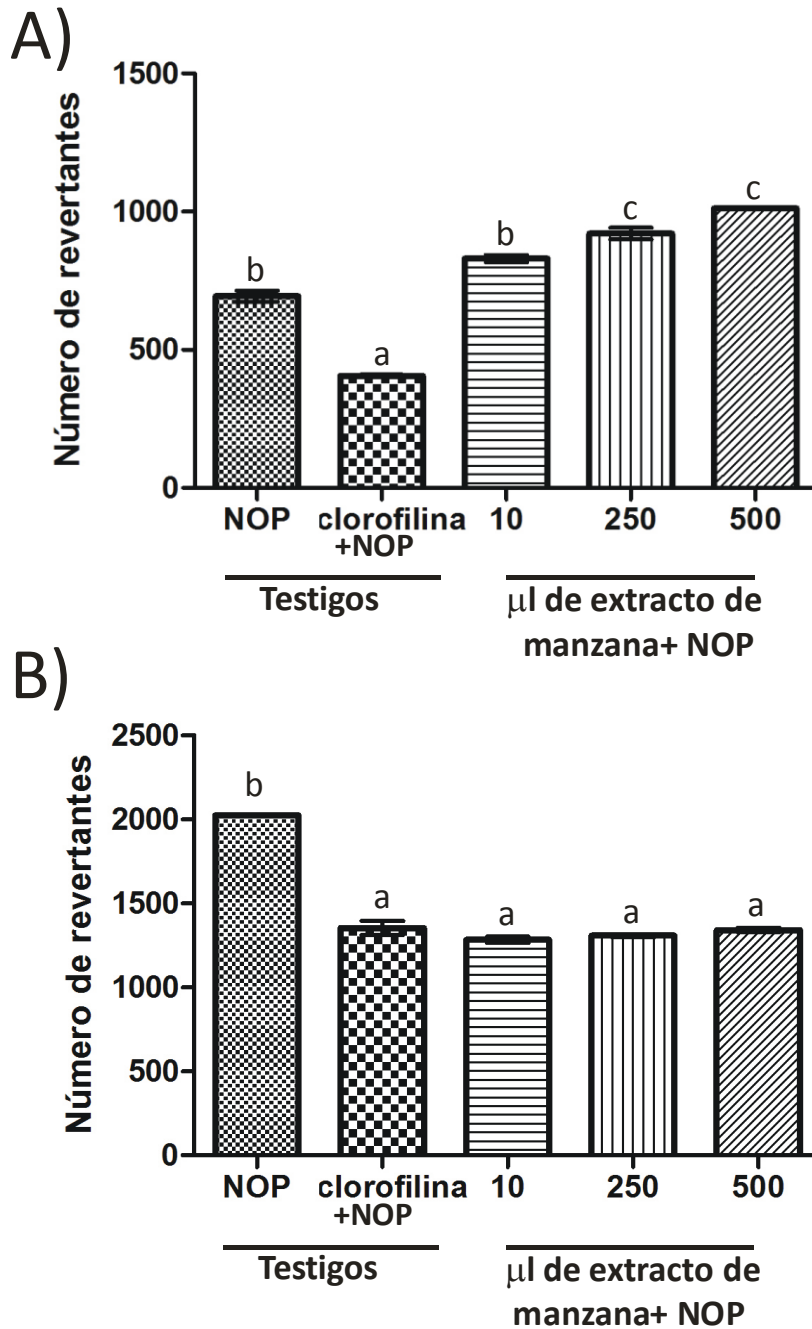 A)
Número de revertantes
1500
1000
500
0
b
a
b
c
c
NOP
clorofilina
+NOP
10
250
500
Testigos
μl de extracto de
manzana+ NOP
B)
Número de revertantes
2500
2000
1500
1000
500
0
b
a
a
a
a
NOP
clorofilina
+NOP
10
250
500
Testigos
μl de extracto de
manzana+ NOP